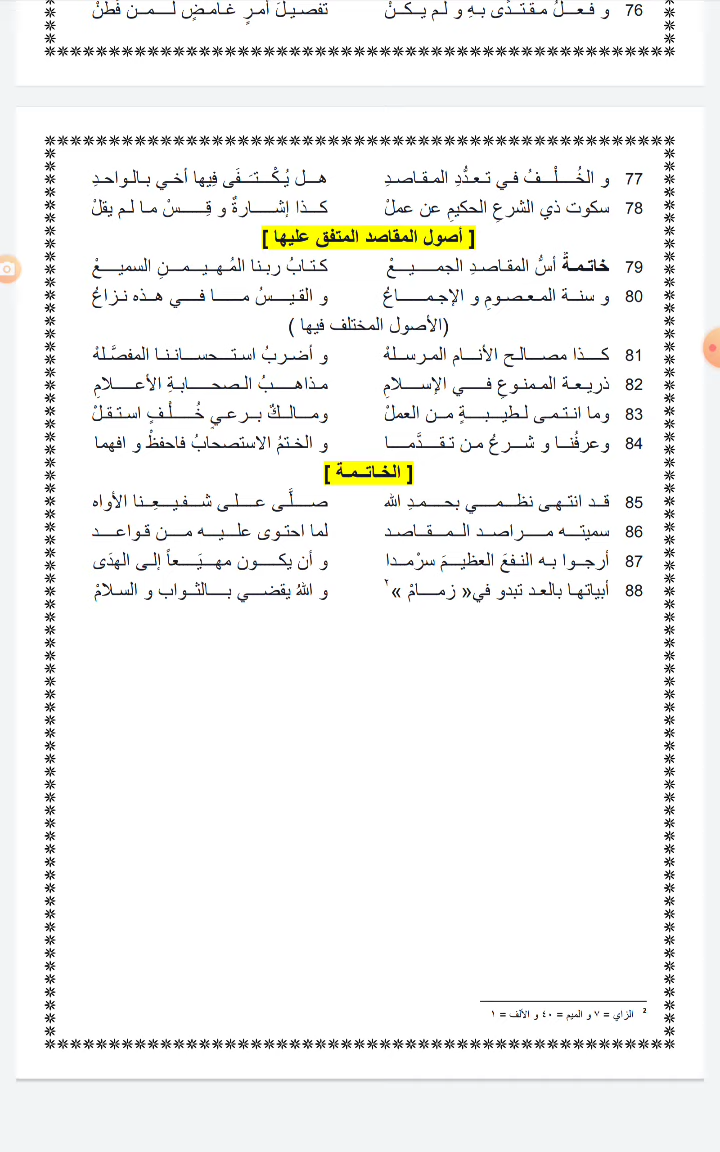 76 و فعل مقتدى به و لم يكن تفصيل أمر غامض لمن فطن
77 و الخُلْفُ في تعدُّدِ المقاصدِ هل يُكْتَفَى فِيها أخي بالواحدِ
78 سكوت ذي الشرعِ الحكيمِ عن عملْ كذا إشارةٌ و قِسْ ما لم يقلْ
[ أصول المقاصد المتفق عليها ]
79 خاتمةٌ أسُّ المقاصدِ الجميعْ كتابُ ربنا المُهيمنِ السميعْ
80 و سنة المعصومِ و الإجماعُ و القيسُ ما في هذه نزاعُ
(الأصول المختلف فيها )
81 كذا مصالح الأنام المرسلهْ و أضربُ استحساننا المفصَّلهْ
82 ذريعة الممنوعِ في الإسلامِ مذاهبُ الصحابةِ الأعلامِ
83 وما انتمى لطيبةٍ من العملْ ومالكٌ برعيِ خُلْفٍ استقلْ
84 وعرفُنا و شرعُ من تقدَّما و الختمُ الاستصحابُ فاحفظْ و افهما
[ الخاتمة ]
85 قد انتهى نظمي بحمدِ الله صلَّى على شفيعِنا الأواه
86 سميته مراصد المقاصد لما احتوى عليه من قواعد
87 أرجوا به النفعَ العظيمَ سرْمدا و أن يكون مهيَعاً إلى الهدَى
88 أبياتها بالعد تبدو في« زمامْ »٢ و اللهُ يقضي بالثواب و السلامْ
2 الزاي = ٧ و الميم = ٤٠ و الألف = ١